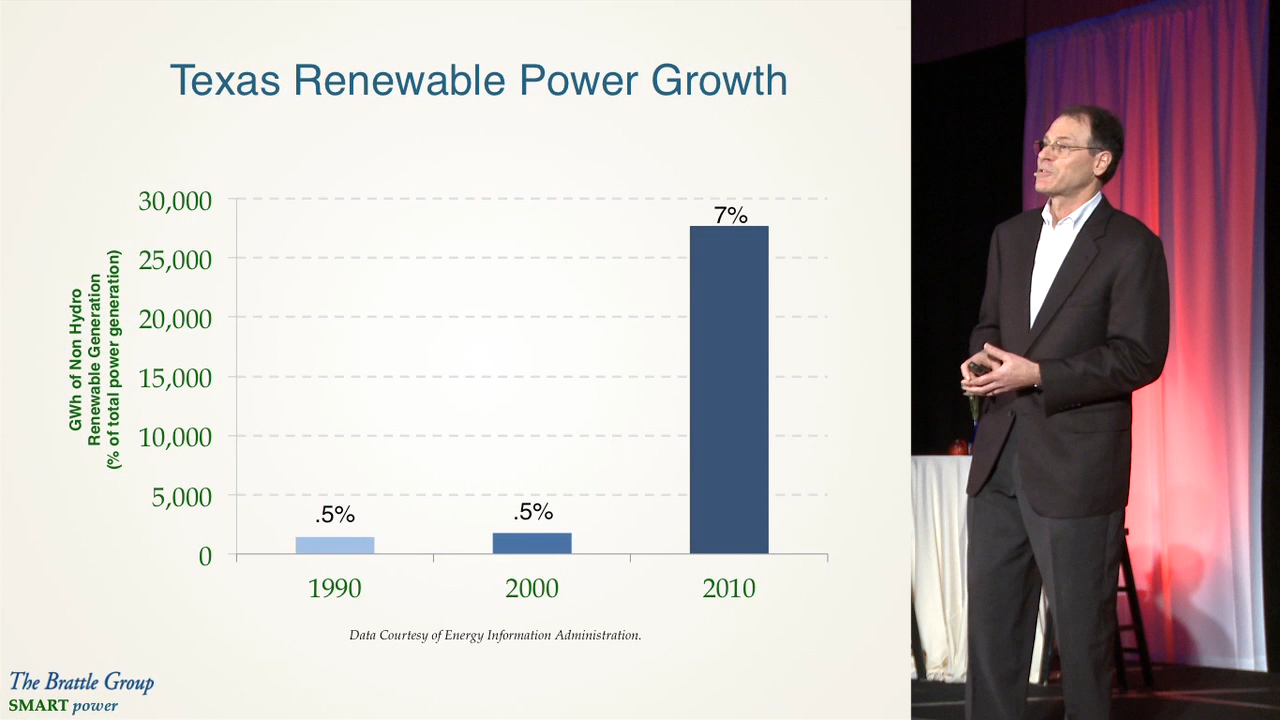 Texas Renewable Power Growth
GWh of Non Hydro
Renewable Generation
(% of total power generation)
30,000
25,000
20,000
15,000
10,000
5,000
0
.5%
.5%
7%
1990
2000
2010
Data Courtesy of Energy Information Administration.
The Brattle Group
SMART power